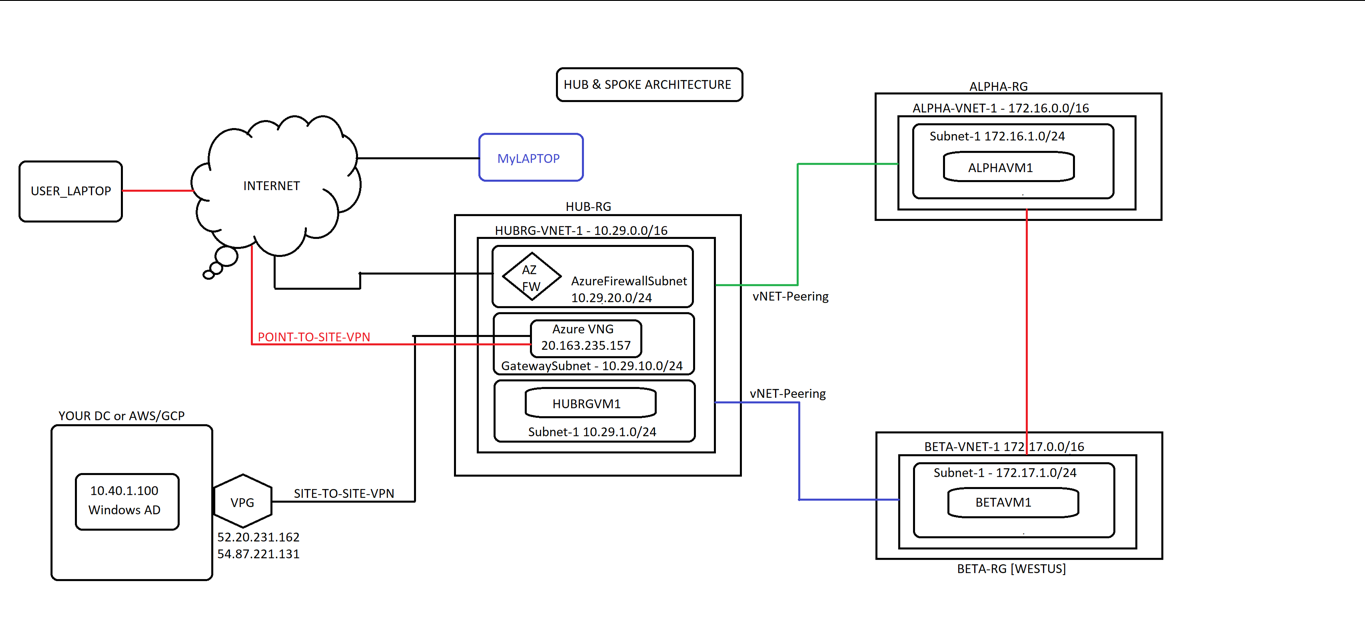 HUB & SPOKE ARCHITECTURE
ALPHA-RG
ALPHA-VNET-1 - 172.16.0.0/16
Subnet-1 172.16.1.0/24
ALPHAVM1
MyLAPTOP
USER_LAPTOP
INTERNET
HUB-RG
HUBRG-VNET-1 - 10.29.0.0/16
AZ
FW
AzureFirewallSubnet
10.29.20.0/24
vNET-Peering
POINT-TO-SITE-VPN
Azure VNG
20.163.235.157
GatewaySubnet - 10.29.10.0/24
vNET-Peering
HUBRGVM1
Subnet-1 10.29.1.0/24
YOUR DC or AWS/GCP
10.40.1.100
Windows AD
VPG
SITE-TO-SITE-VPN
52.20.231.162
54.87.221.131
BETA-VNET-1 172.17.0.0/16
Subnet-1 - 172.17.1.0/24
BETAVM1
BETA-RG [WESTUS]